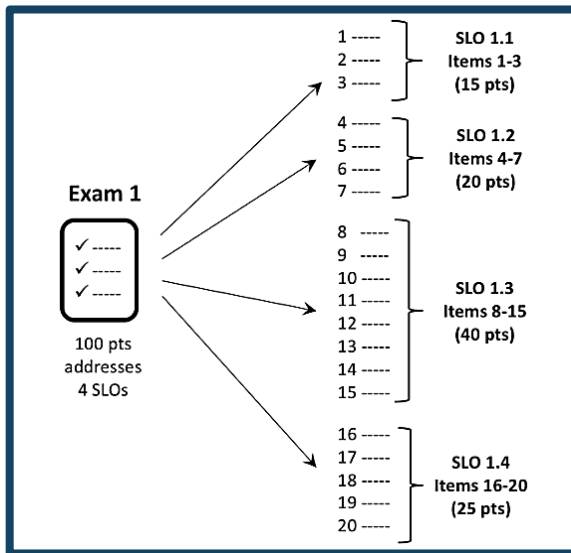 Exam 1
✓ -----
✓ -----
✓ -----
100 pts
addresses
4 SLOs
1 -----
2 -----
3 -----
SLO 1.1
Items 1-3
(15 pts)
4 -----
5 -----
6 -----
7 -----
SLO 1.2
Items 4-7
(20 pts)
8 -----
9 -----
10 -----
11 -----
12 -----
13 -----
14 -----
15 -----
SLO 1.3
Items 8-15
(40 pts)
16 -----
17 -----
18 -----
19 -----
20 -----
SLO 1.4
Items 16-20
(25 pts)